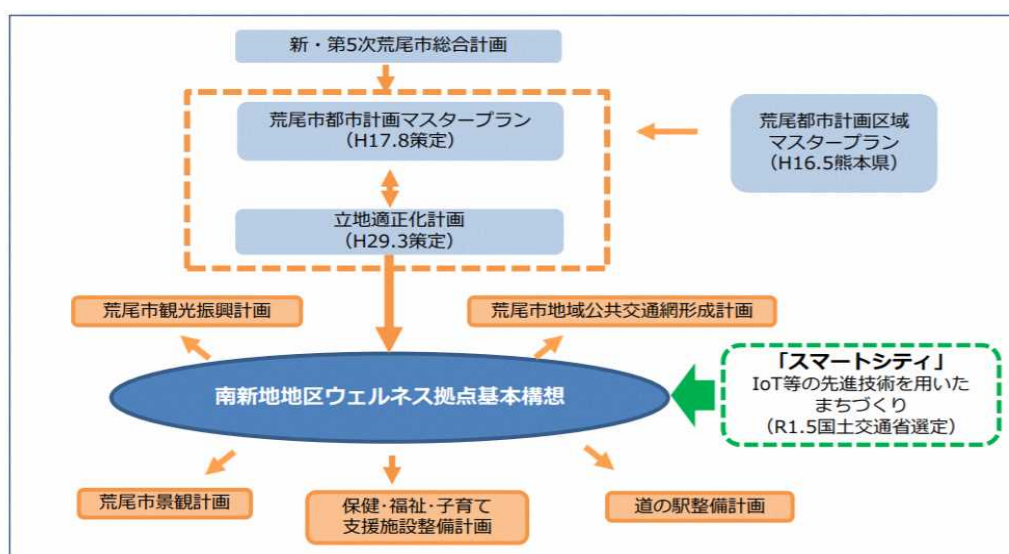 新・第5次荒尾市総合計画
荒尾市都市計画マスタープラン
（H17.8策定）
荒尾都市計画区域
マスタープラン
（H16.5熊本県）
立地適正化計画
（H29.3策定）
荒尾市観光振興計画
荒尾市地域公共交通網形成計画
「スマートシティ」
IoT等の先進技術を用いた
まちづくり
（R1.5国土交通省選定）
南新地地区ウェルネス拠点基本構想
荒尾市景観計画
保健・福祉・子育て
支援施設整備計画
道の駅整備計画